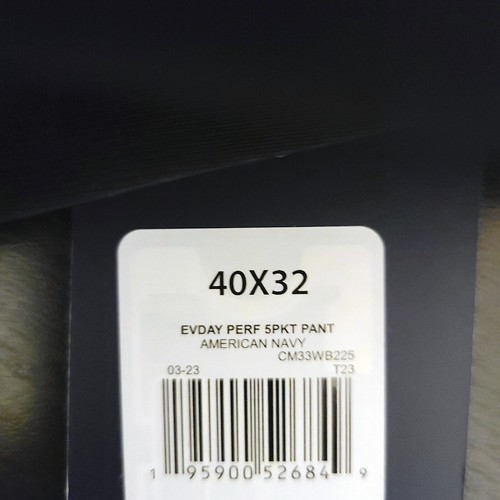 40X32
EVDAY PERF 5PKT PANT
AMERICAN NAVY
CM33WB225
03-23 T23
1 95900 52684 9